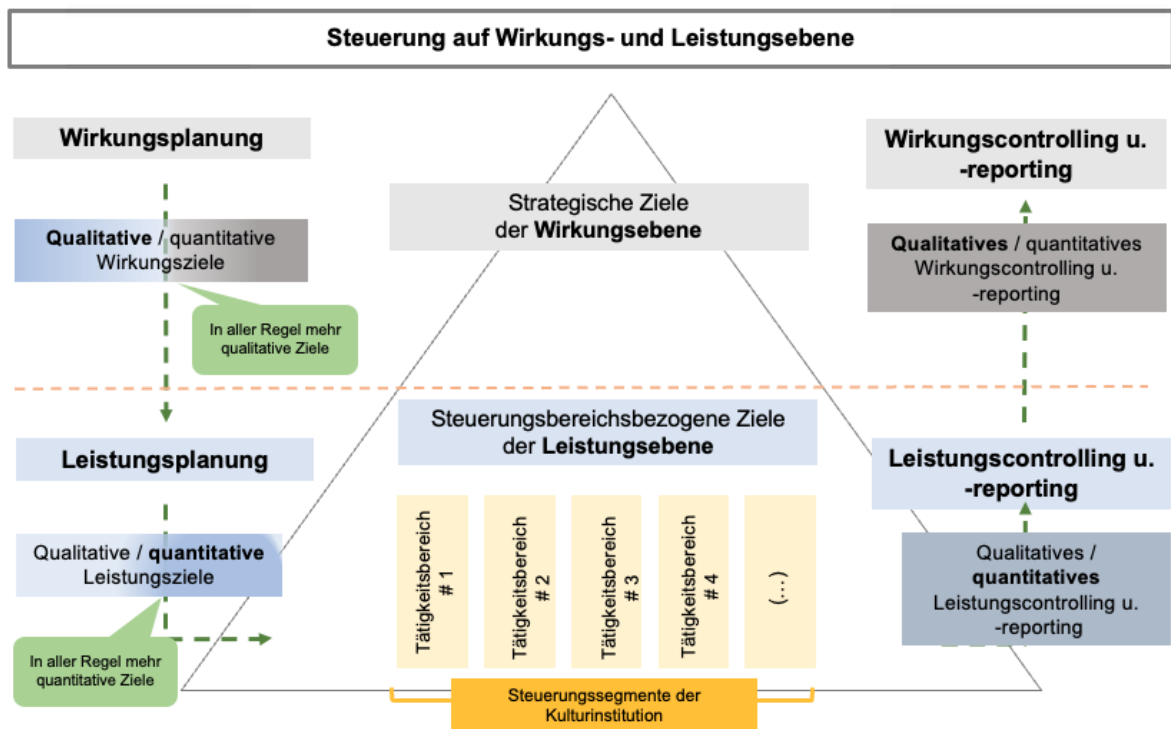 Steuerung auf Wirkungs- und Leistungsebene
Wirkungsplanung
Qualitative / quantitative
Wirkungsziele
In aller Regel mehr
qualitative Ziele
Leistungsplanung
Qualitative / quantitative
Leistungsziele
In aller Regel mehr
quantitative Ziele
Strategische Ziele
der Wirkungsebene
Steuerungsbereichsbezogene Ziele
der Leistungsebene
Tätigkeitsbereich
# 1
Tätigkeitsbereich
# 2
Tätigkeitsbereich
# 3
Tätigkeitsbereich
# 4
(…)
Steuerungssegmente der
Kulturinstitution
Wirkungscontrolling u.
-reporting
Qualitatives / quantitatives
Wirkungscontrolling u.
-reporting
Leistungscontrolling u.
-reporting
Qualitatives /
quantitatives
Leistungscontrolling u.
-reporting